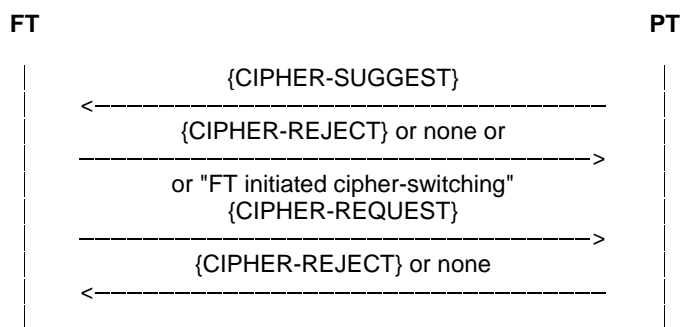 FT PT
{CIPHER-SUGGEST}
{CIPHER-REJECT} or none or
or "FT initiated cipher-switching"
{CIPHER-REQUEST}
{CIPHER-REJECT} or none